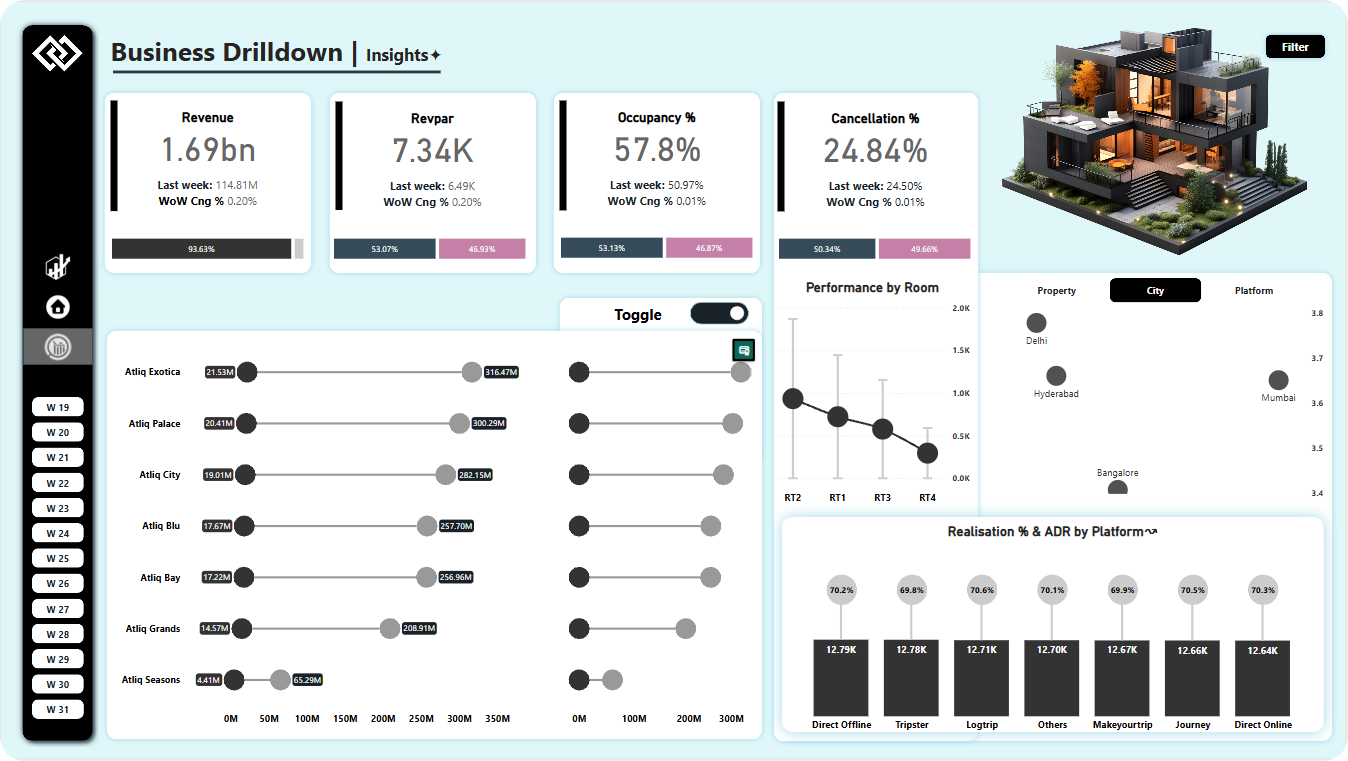 Business Drilldown | Insights✦
Filter
Revenue
1.69bn
Last week: 114.81M
WoW Cng % 0.20%
93.63%
Revpar
7.34K
Last week: 6.49K
WoW Cng % 0.20%
53.07% 46.93%
Occupancy %
57.8%
Last week: 50.97%
WoW Cng % 0.01%
53.13% 46.87%
Cancellation %
24.84%
Last week: 24.50%
WoW Cng % 0.01%
50.34% 49.66%
W 19
W 20
W 21
W 22
W 23
W 24
W 25
W 26
W 27
W 28
W 29
W 30
W 31
Toggle
Atliq Exotica 21.53M 316.47M
Atliq Palace 20.41M 300.29M
Atliq City 19.01M 282.15M
Atliq Blu 17.67M 257.70M
Atliq Bay 17.22M 256.96M
Atliq Grands 14.57M 208.91M
Atliq Seasons 4.41M 65.29M
0M 50M 100M 150M 200M 250M 300M 350M
0M 100M 200M 300M
Performance by Room
2.0K
1.5K
1.0K
0.5K
0.0K
RT2 RT1 RT3 RT4
Property City Platform
3.8
3.7
3.6
3.5
3.4
Delhi
Hyderabad
Mumbai
Bangalore
Realisation % & ADR by Platform↝
70.2% 69.8% 70.6% 70.1% 69.9% 70.5% 70.3%
12.79K 12.78K 12.71K 12.70K 12.67K 12.66K 12.64K
Direct Offline Tripster Logtrip Others Makeyourtrip Journey Direct Online